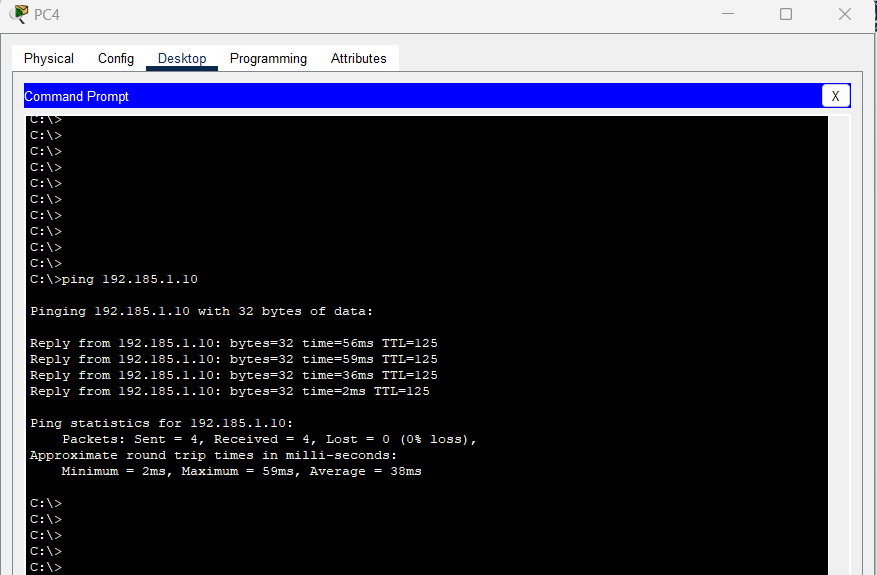 PC4
Physical Config Desktop Programming Attributes
Command Prompt X
C:\>
C:\>
C:\>
C:\>
C:\>
C:\>
C:\>
C:\>
C:\>
C:\>
C:\>ping 192.185.1.10
Pinging 192.185.1.10 with 32 bytes of data:
Reply from 192.185.1.10: bytes=32 time=56ms TTL=125
Reply from 192.185.1.10: bytes=32 time=59ms TTL=125
Reply from 192.185.1.10: bytes=32 time=36ms TTL=125
Reply from 192.185.1.10: bytes=32 time=2ms TTL=125
Ping statistics for 192.185.1.10:
Packets: Sent = 4, Received = 4, Lost = 0 (0% loss),
Approximate round trip times in milli-seconds:
Minimum = 2ms, Maximum = 59ms, Average = 38ms
C:\>
C:\>
C:\>
C:\>
C:\>